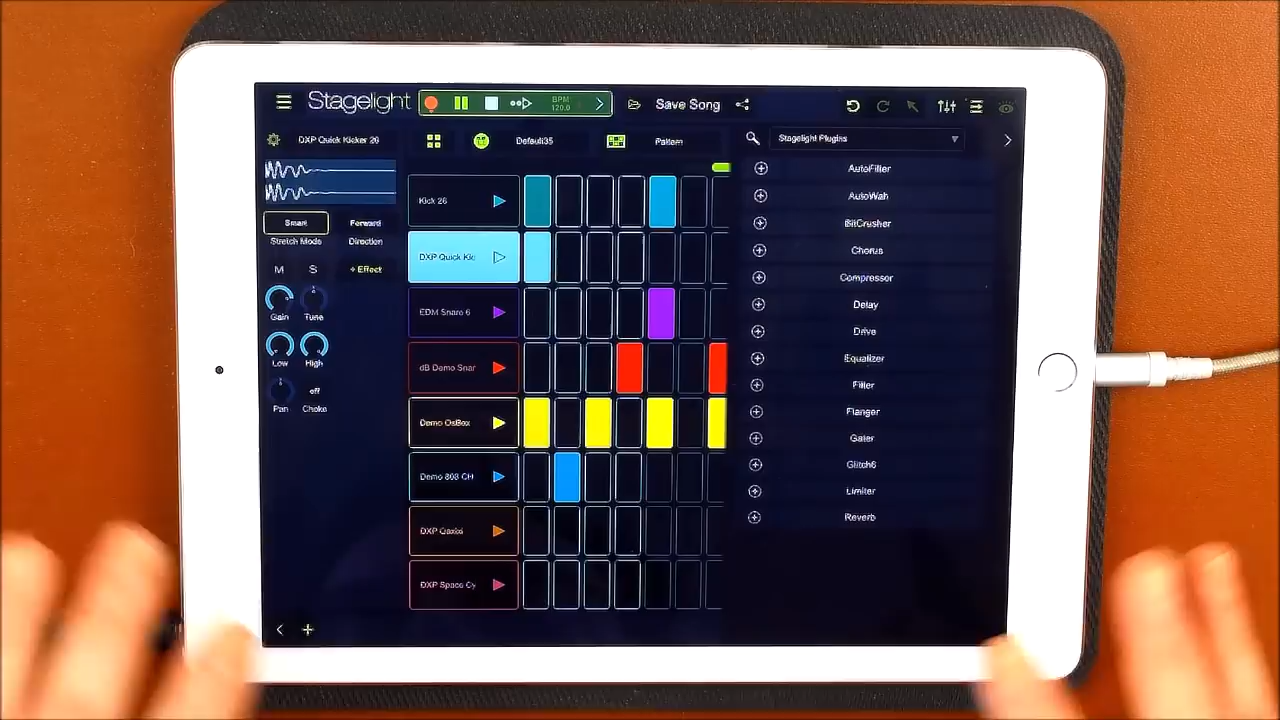 Stagelight
BPM
120.0
Save Song
DXP Quick Kicker 26
Default35
Pattern
Stagelight Plugins
Smart
Forward
Stretch Mode
Direction
M
S
+ Effect
Gain
Tune
Low
High
off
Pan
Choke
Kick 26
DXP Quick Kic
EDM Snare 6
dB Demo Snar
Demo OsBox
Demo 808 CH
DXP Space Cy
AutoFilter
AutoWah
BitCrusher
Chorus
Compressor
Delay
Drive
Equalizer
Filter
Flanger
Gater
Glitch6
Limiter
Reverb